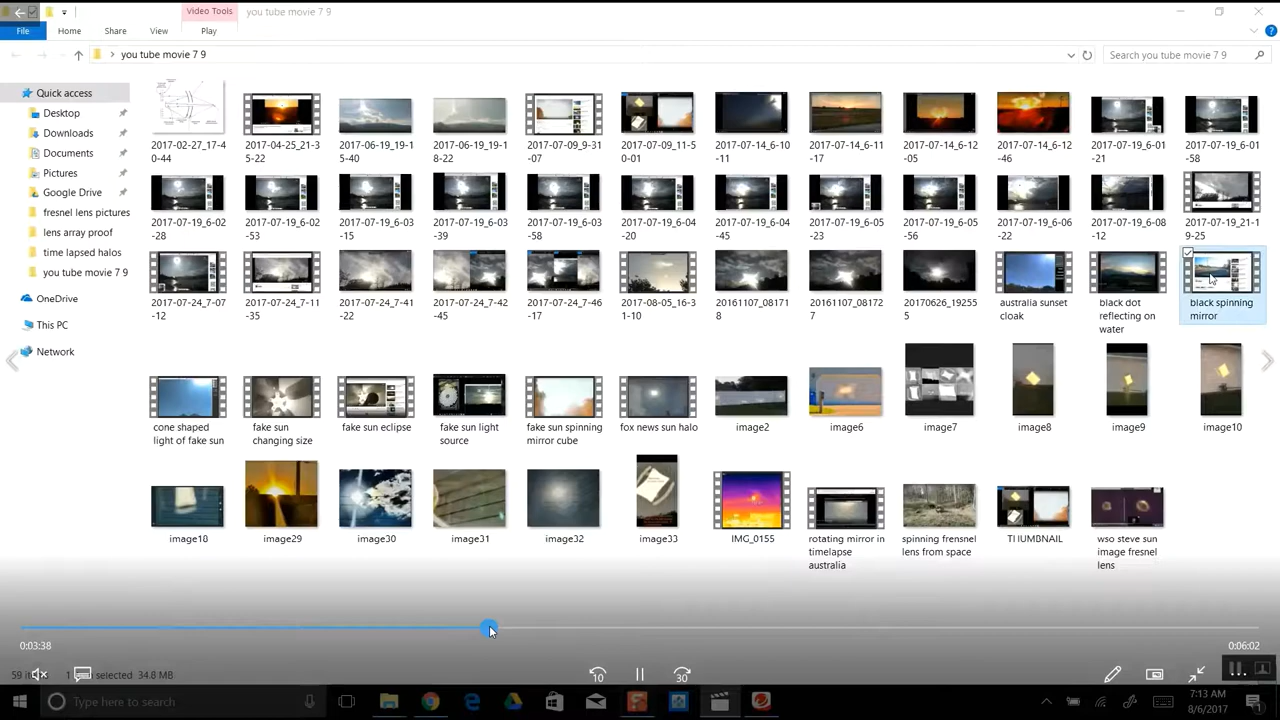 Video Tools
you tube movie 7 9
File
Home
Share
View
Play
you tube movie 7 9
Search you tube movie 7 9
Quick access
Desktop
Downloads
Documents
Pictures
Google Drive
fresnel lens pictures
lens array proof
time lapsed halos
you tube movie 7 9
OneDrive
This PC
Network
2017-02-27_17-4
0-44
2017-04-25_21-3
5-22
2017-06-19_19-1
5-40
2017-06-19_19-1
8-22
2017-07-09_9-31
-07
2017-07-09_11-5
0-01
2017-07-14_6-10
-11
2017-07-14_6-11
-17
2017-07-14_6-12
-05
2017-07-14_6-12
-46
2017-07-19_6-01
-21
2017-07-19_6-01
-58
2017-07-19_6-02
-28
2017-07-19_6-02
-53
2017-07-19_6-03
-15
2017-07-19_6-03
-39
2017-07-19_6-03
-58
2017-07-19_6-04
-20
2017-07-19_6-04
-45
2017-07-19_6-05
-23
2017-07-19_6-05
-56
2017-07-19_6-06
-22
2017-07-19_6-08
-12
2017-07-19_21-1
9-25
2017-07-24_7-07
-12
2017-07-24_7-11
-35
2017-07-24_7-41
-22
2017-07-24_7-42
-45
2017-07-24_7-46
-17
2017-08-05_16-3
1-10
20161107_08171
8
20161107_08172
7
20170626_19255
5
australia sunset
cloak
black dot
reflecting on
water
black spinning
mirror
cone shaped
light of fake sun
fake sun
changing size
fake sun eclipse
fake sun light
source
fake sun spinning
mirror cube
fox news sun halo
image2
image6
image7
image8
image9
image10
image18
image29
image30
image31
image32
image33
IMG_0155
rotating mirror in
timelapse
australia
spinning frensnel
lens from space
THUMBNAIL
wso steve sun
image fresnel
lens
0:03:38
0:06:02
10
30
59
selected 34.8 MB
Type here to search
7:13 AM
8/6/2017